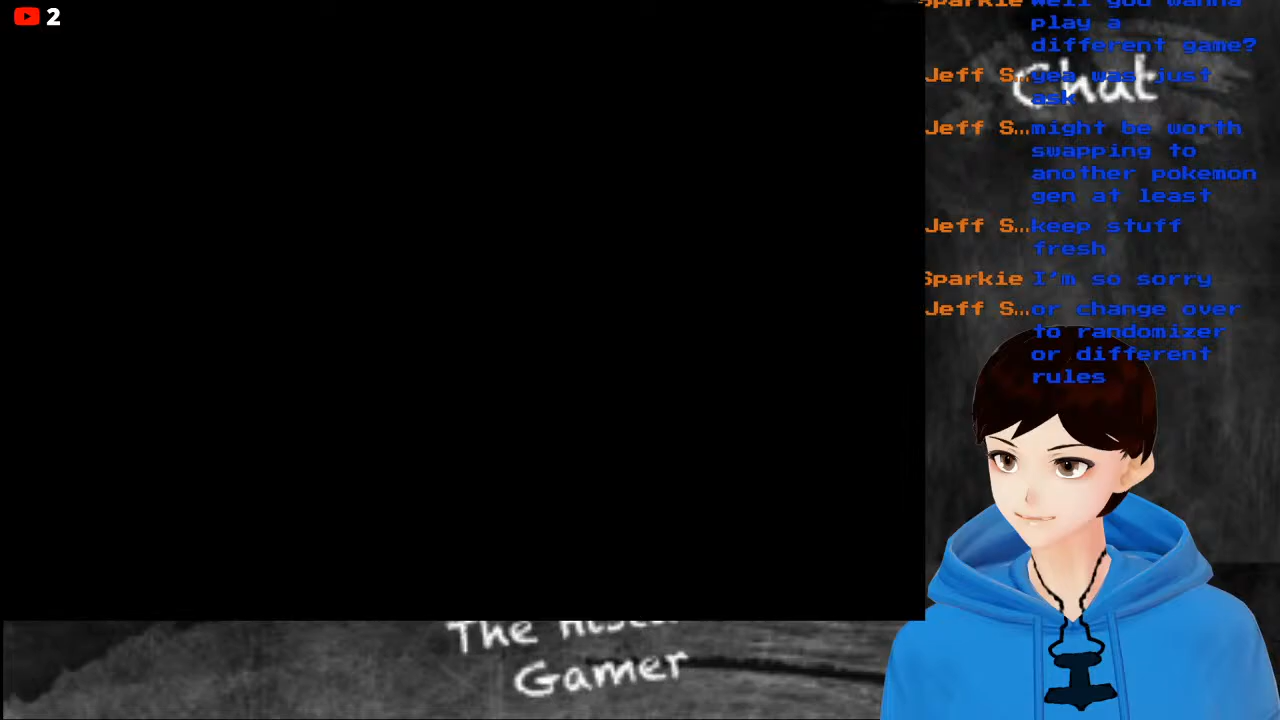 2
Sparkie Well you wanna
play a
different game?
Jeff S... yea was just
ask
Chat
Jeff S... might be worth
swapping to
another pokemon
gen at least
Jeff S... keep stuff
fresh
Sparkie I'm so sorry
Jeff S... or change over
to randomizer
or different
rules
The
Gamer